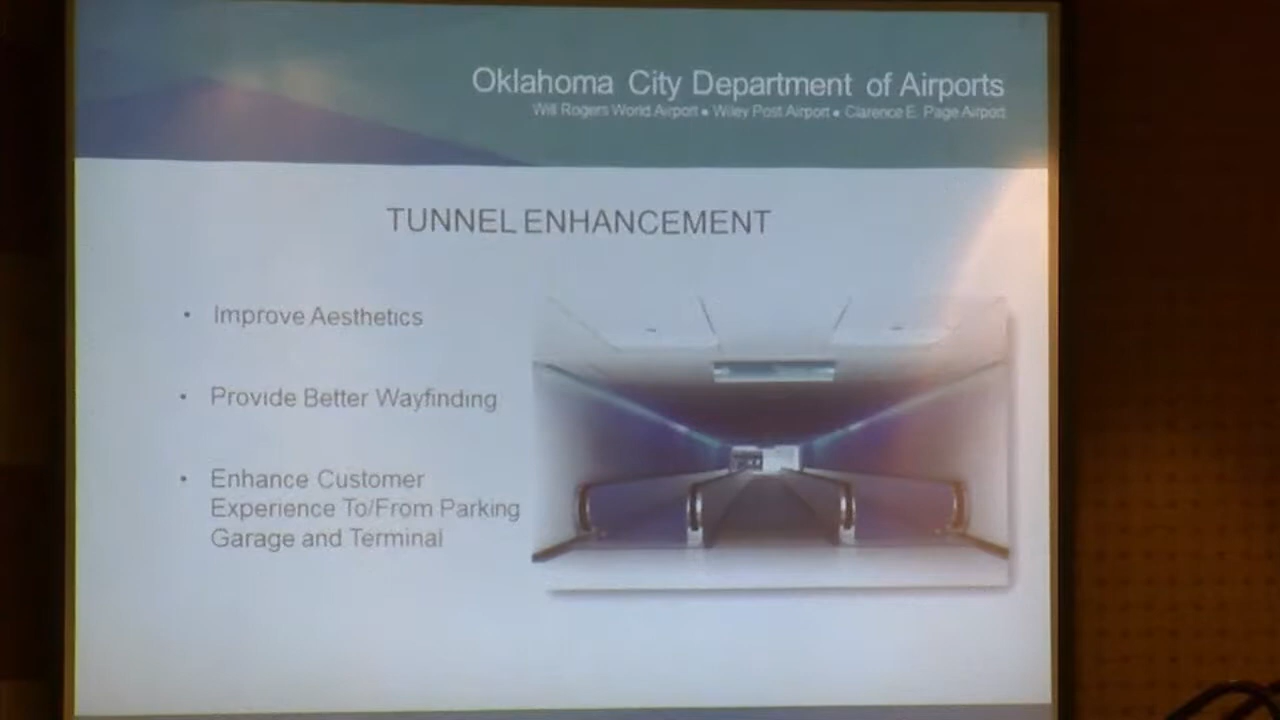 Oklahoma City Department of Airports
Will Rogers World Airport • Wiley Post Airport • Clarence E. Page Airport
TUNNEL ENHANCEMENT
• Improve Aesthetics
• Provide Better Wayfinding
• Enhance Customer
Experience To/From Parking
Garage and Terminal